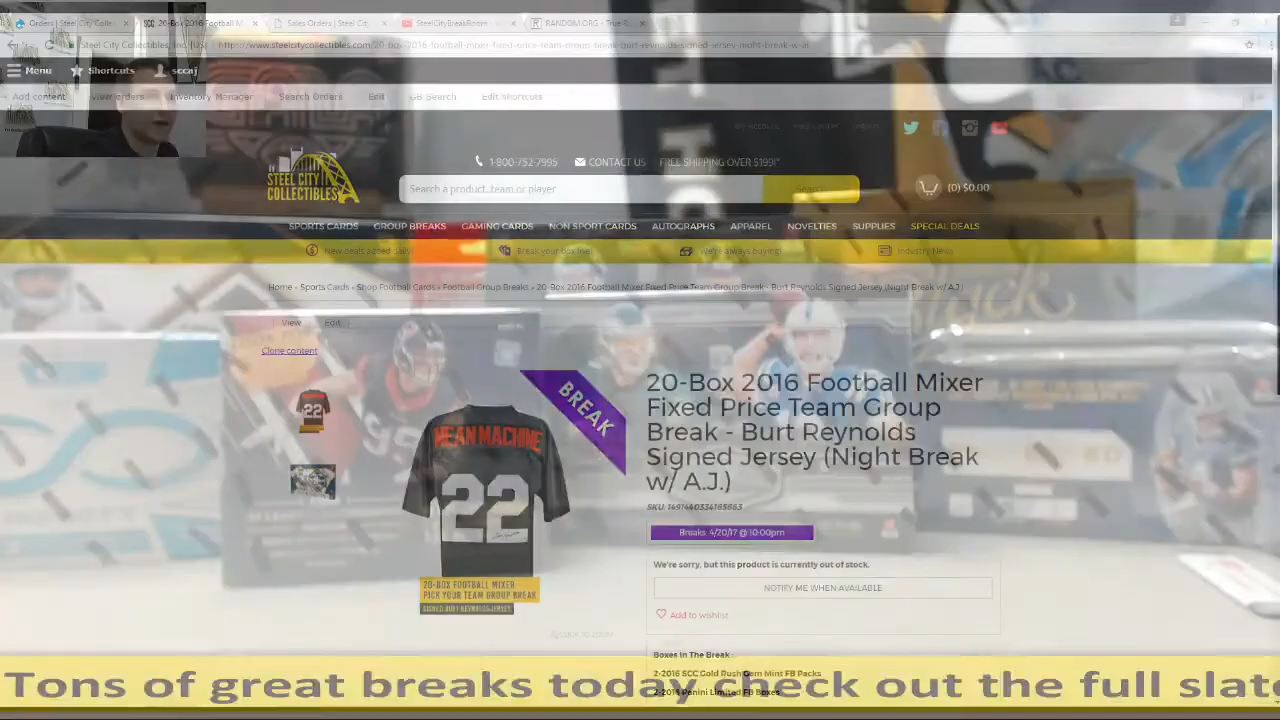 Orders | Steel City Collec
20-Box 2016 Football M
Sales Orders | Steel City
SteelCityBreakRoom
RANDOM.ORG - True R
Steel City Collectibles, Inc. [US]
https://www.steelcitycollectibles.com/20-box-2016-football-mixer-fixed-price-team-group-break-burt-reynolds-signed-jersey-night-break-w-aj
Menu
Shortcuts
sccaj
Add content
View orders
Inventory Manager
Search Orders
Edit
GB Search
Edit shortcuts
1-800-752-7995
CONTACT US
FREE SHIPPING OVER $199!*
STEEL CITY
COLLECTIBLES
Search a product, team or player
Search
(0) $0.00
SPORTS CARDS
GROUP BREAKS
GAMING CARDS
NON SPORT CARDS
AUTOGRAPHS
APPAREL
NOVELTIES
SUPPLIES
SPECIAL DEALS
New deals added daily!
Break your box live!
We're always buying!
Industry News
Home » Sports Cards » Shop Football Cards » Football Group Breaks » 20-Box 2016 Football Mixer Fixed Price Team Group Break - Burt Reynolds Signed Jersey (Night Break w/ A.J.)
View
Edit
Clone content
BREAK
MEAN MACHINE
22
20-BOX FOOTBALL MIXER
PICK YOUR TEAM GROUP BREAK
SIGNED BURT REYNOLDS JERSEY
CLICK TO ZOOM
20-Box 2016 Football Mixer
Fixed Price Team Group
Break - Burt Reynolds
Signed Jersey (Night Break
w/ A.J.)
Breaks: 4/20/17 @ 10:00pm
We're sorry, but this product is currently out of stock.
NOTIFY ME WHEN AVAILABLE
Add to wishlist
Boxes In The Break :
2-2016 SCC Gold Rush Gem Mint FB Packs
2-2016 Panini Limited FB Boxes
Tons of great breaks today check out the full slate